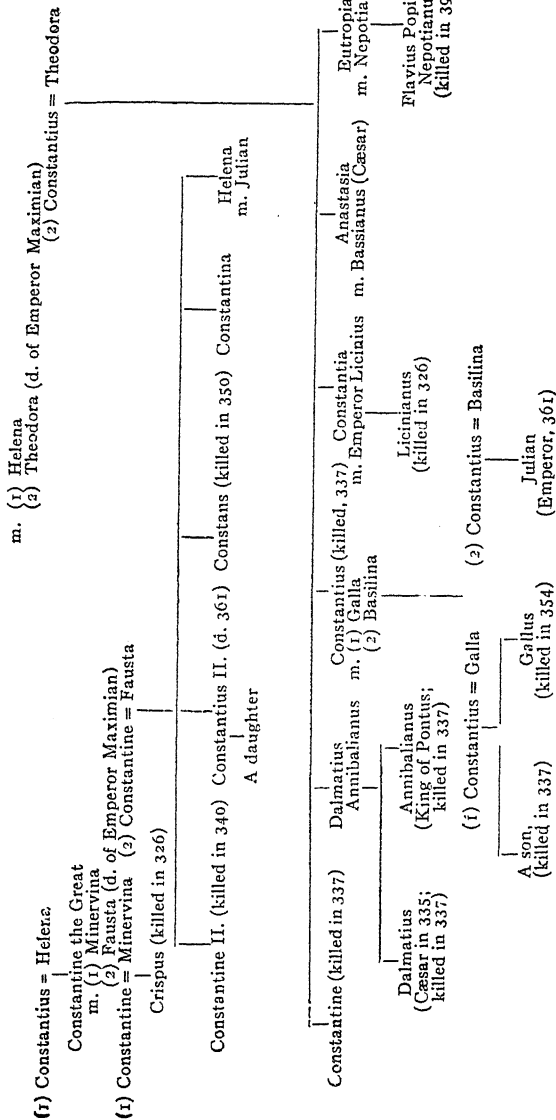 m. (1) Helena
(2) Theodora (d. of Emperor Maximian)
(1) Constantius = Helena
(2) Constantius = Theodora
Constantine the Great
m. (1) Minervina
(2) Fausta (d. of Emperor Maximian)
(1) Constantine = Minervina (2) Constantine = Fausta
Crispus (killed in 326)
Constantine II. (killed in 340) Constantius II. (d. 361) Constans (killed in 350) Constantina
Helena
m. Julian
A daughter
Constantine (killed in 337)
Dalmatius
Annibalianus
Constantius (killed, 337)
m. (1) Galla
(2) Basilina
Constantia
m. Emperor Licinius
Anastasia
m. Bassianus (Cæsar)
Eutropia
m. Nepotia
Dalmatius
(Cæsar in 335;
killed in 337)
Annibalianus
(King of Pontus;
killed in 337)
Licinianus
(killed in 326)
Flavius Popi
Nepotianu
(killed in 39
(1) Constantius = Galla
(2) Constantius = Basilina
A son,
(killed in 337)
Gallus
(killed in 354)
Julian
(Emperor, 361)